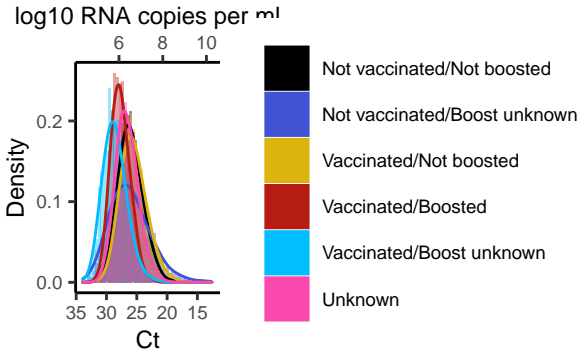 log10 RNA copies per ml
6 8 10
Density
0.2
0.1
0.0
35 30 25 20 15
Ct
Not vaccinated/Not boosted
Not vaccinated/Boost unknown
Vaccinated/Not boosted
Vaccinated/Boosted
Vaccinated/Boost unknown
Unknown